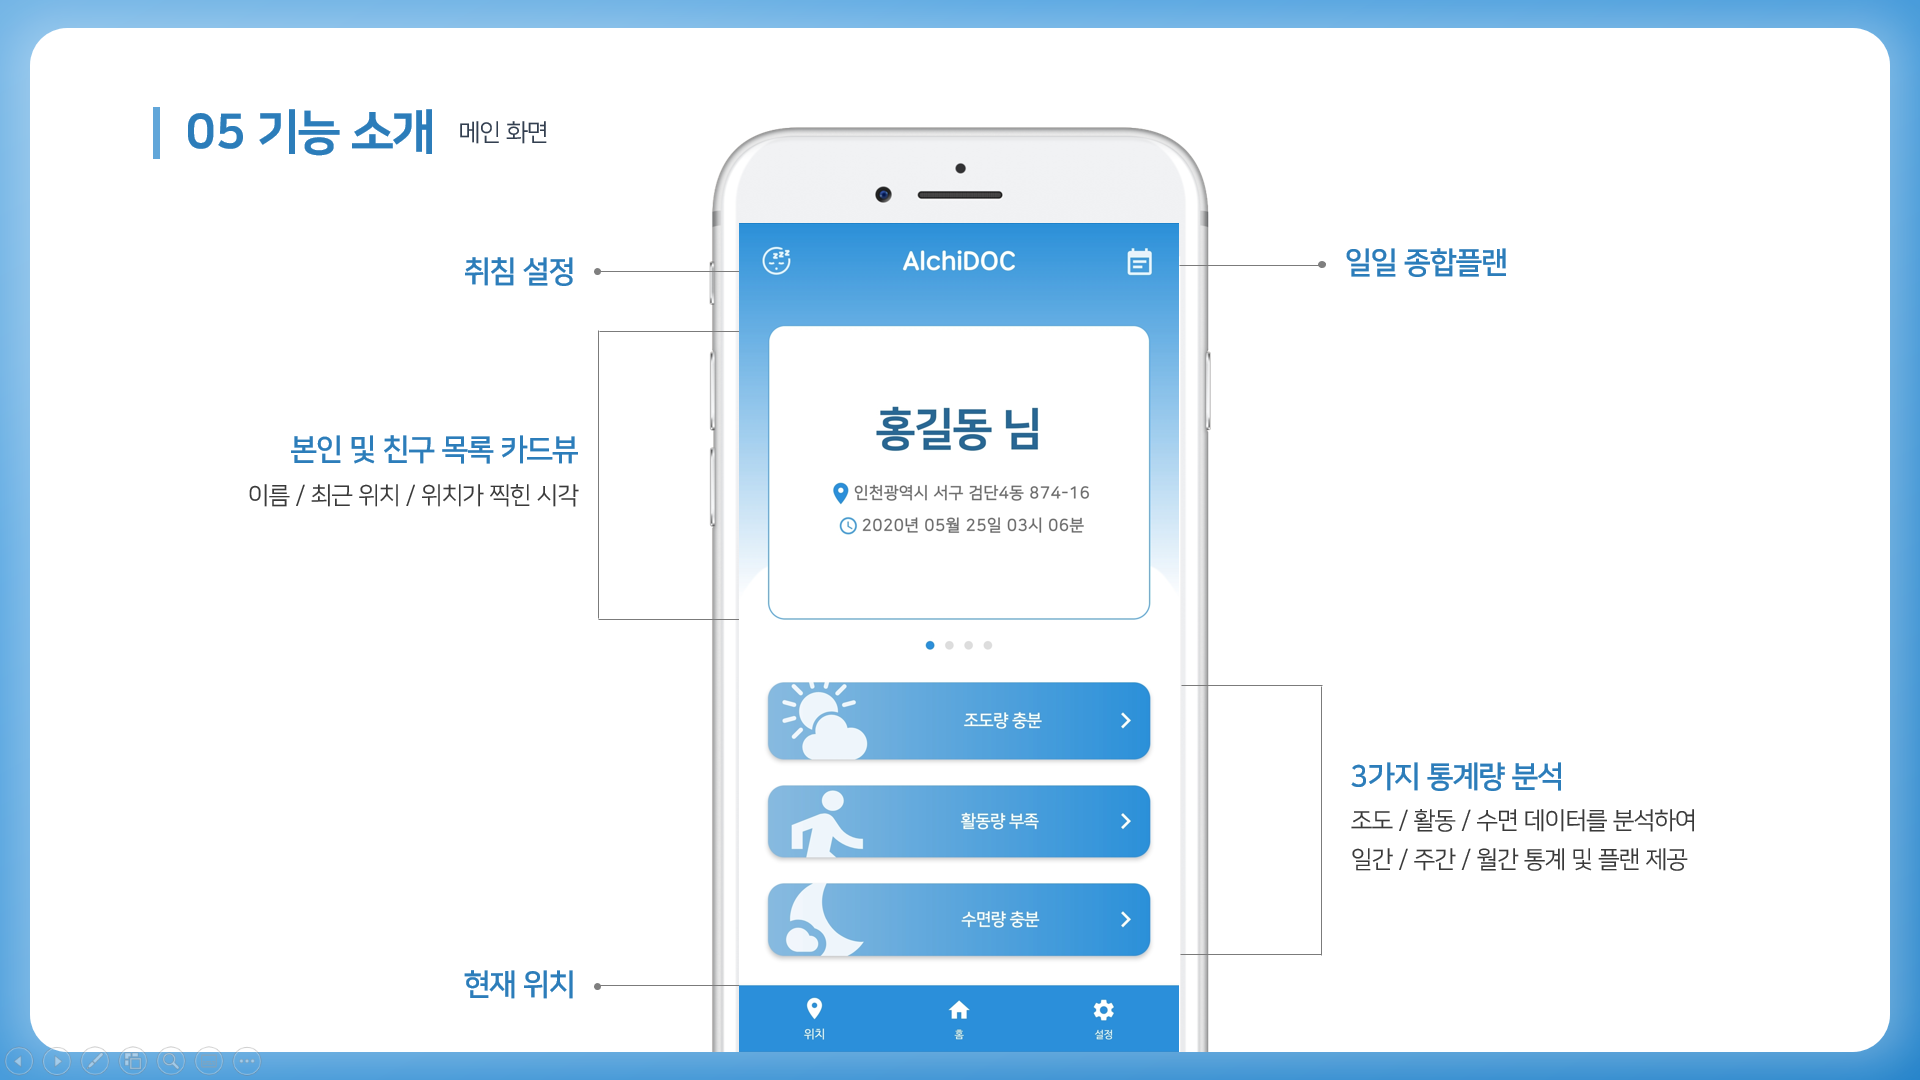 05 기능 소개
메인 화면
취침 설정
본인 및 친구 목록 카드뷰
이름 / 최근 위치 / 위치가 찍힌 시각
현재 위치
AlchiDOC
홍길동 님
인천광역시 서구 검단4동 874-16
2020년 05월 25일 03시 06분
조도량 충분
활동량 부족
수면량 충분
위치
홈
설정
일일 종합플랜
3가지 통계량 분석
조도 / 활동 / 수면 데이터를 분석하여
일간 / 주간 / 월간 통계 및 플랜 제공